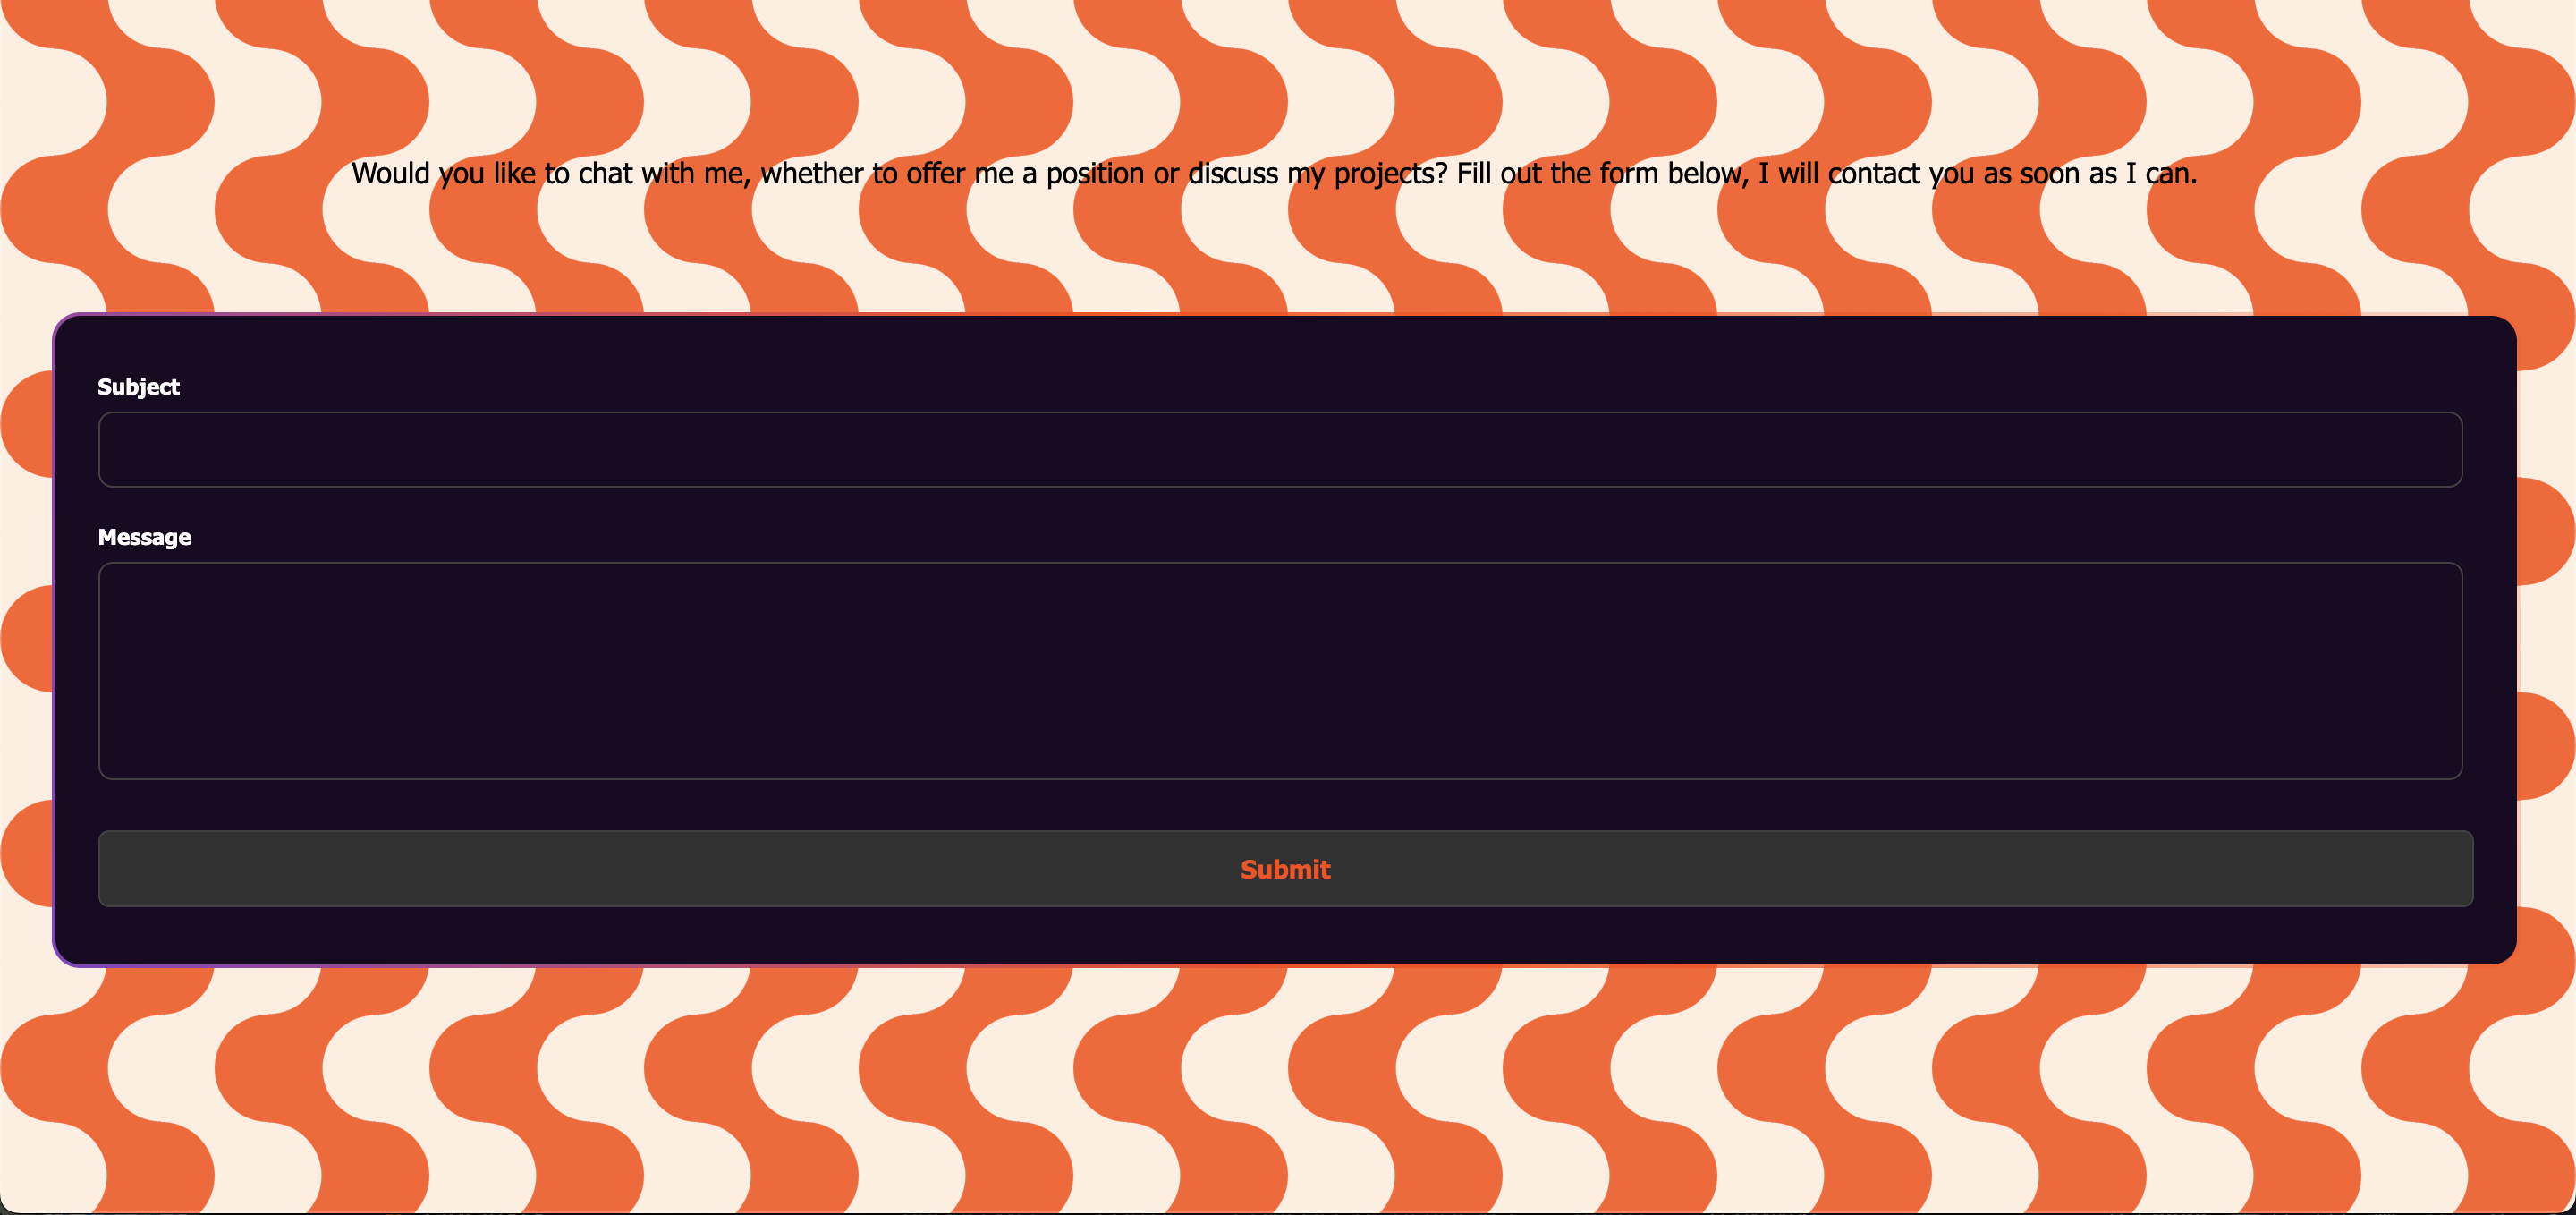 Would you like to chat with me, whether to offer me a position or discuss my projects? Fill out the form below, I will contact you as soon as I can.
Subject
Message
Submit